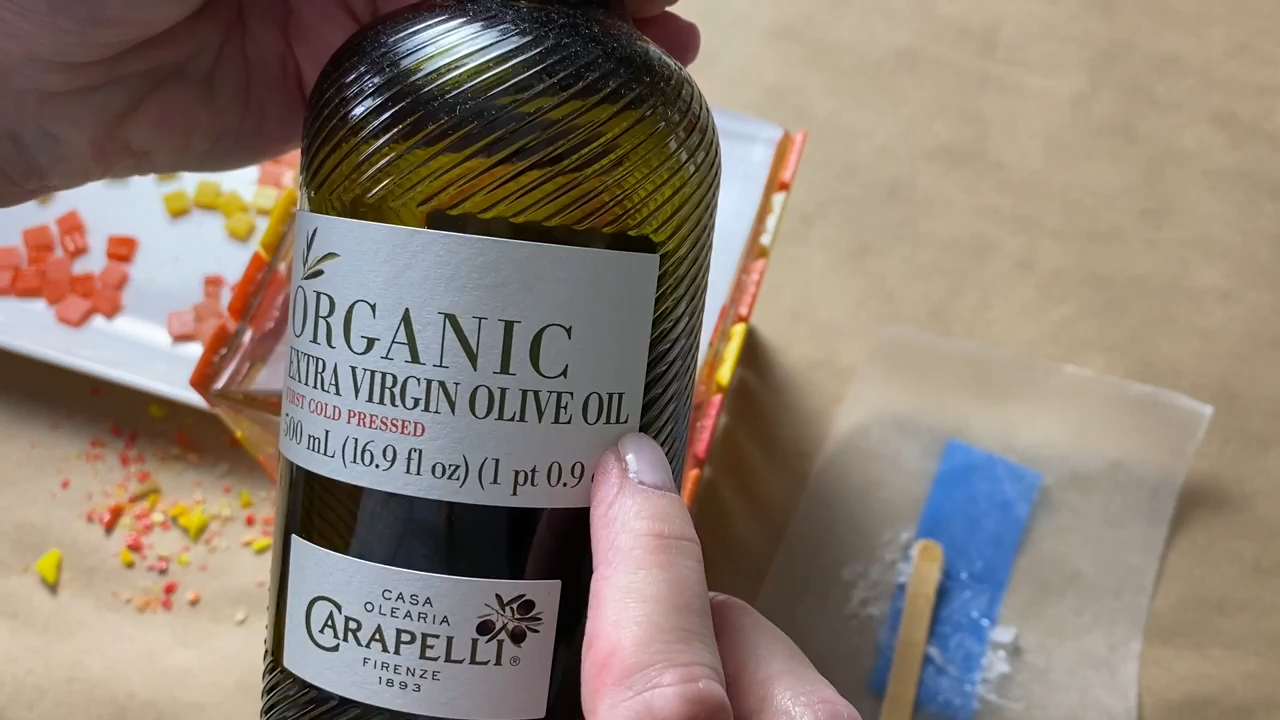 ORGANIC
EXTRA VIRGIN OLIVE OIL
FIRST COLD PRESSED
500 mL (16.9 fl oz) (1 pt 0.9
CASA
OLEARIA
CARAPELLI®
FIRENZE
1893